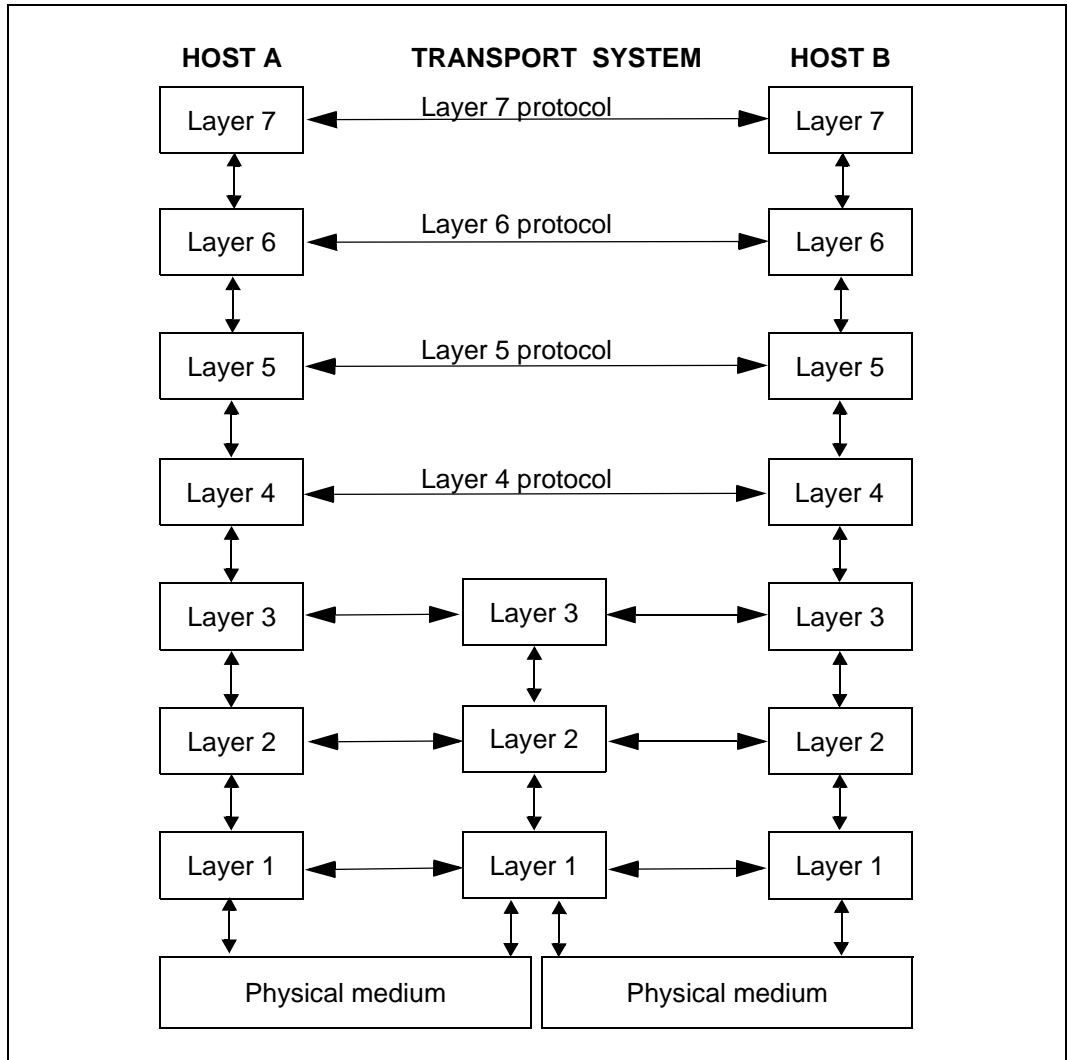 HOST A TRANSPORT SYSTEM HOST B
Layer 7 Layer 7 protocol Layer 7
Layer 6 Layer 6 protocol Layer 6
Layer 5 Layer 5 protocol Layer 5
Layer 4 Layer 4 protocol Layer 4
Layer 3 Layer 3 Layer 3
Layer 2 Layer 2 Layer 2
Layer 1 Layer 1 Layer 1
Physical medium Physical medium